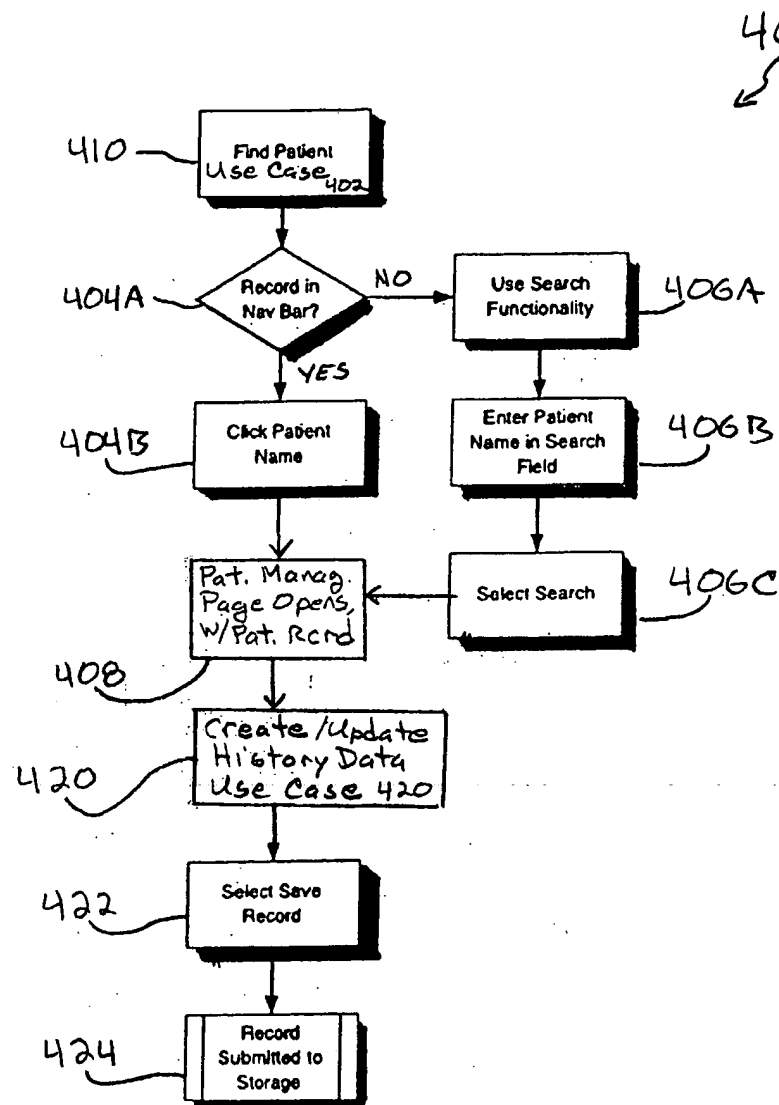 410
Find Patient
Use Case
402
404A
Record in
Nav Bar?
NO
Use Search
Functionality
406A
YES
404B
Click Patient
Name
Enter Patient
Name in Search
Field
406B
Pat. Manag.
Page Opens,
w/Pat. Rcrd
408
Select Search
406C
Create/Update
History Data
Use Case 420
420
Select Save
Record
422
Record
Submitted to
Storage
424